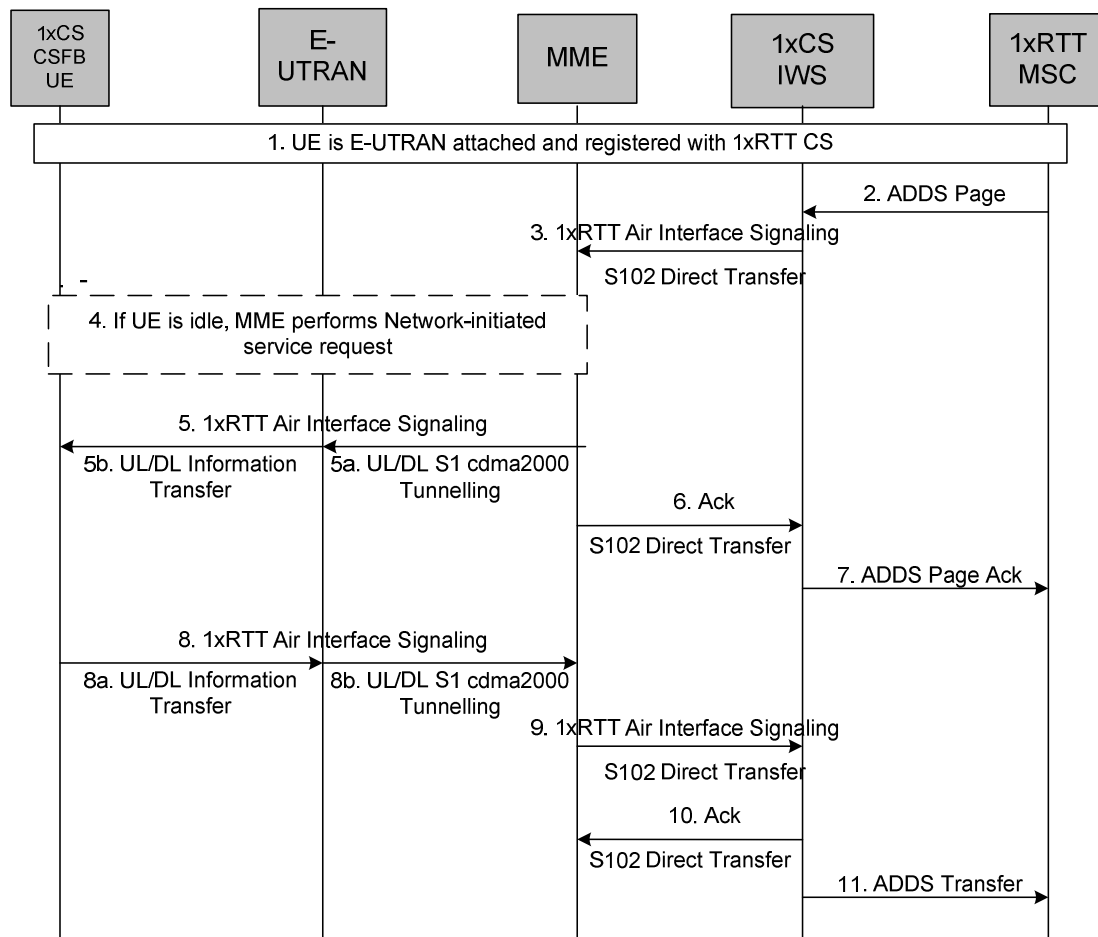 1xCS
CSFB
UE
E-
UTRAN
MME
1xCS
IWS
1xRTT
MSC
1. UE is E-UTRAN attached and registered with 1xRTT CS
2. ADDS Page
3. 1xRTT Air Interface Signaling
S102 Direct Transfer
. -
4. If UE is idle, MME performs Network-initiated
service request
5. 1xRTT Air Interface Signaling
5b. UL/DL Information
Transfer
5a. UL/DL S1 cdma2000
Tunnelling
6. Ack
S102 Direct Transfer
7. ADDS Page Ack
8. 1xRTT Air Interface Signaling
8a. UL/DL Information
Transfer
8b. UL/DL S1 cdma2000
Tunnelling
9. 1xRTT Air Interface Signaling
S102 Direct Transfer
10. Ack
S102 Direct Transfer
11. ADDS Transfer